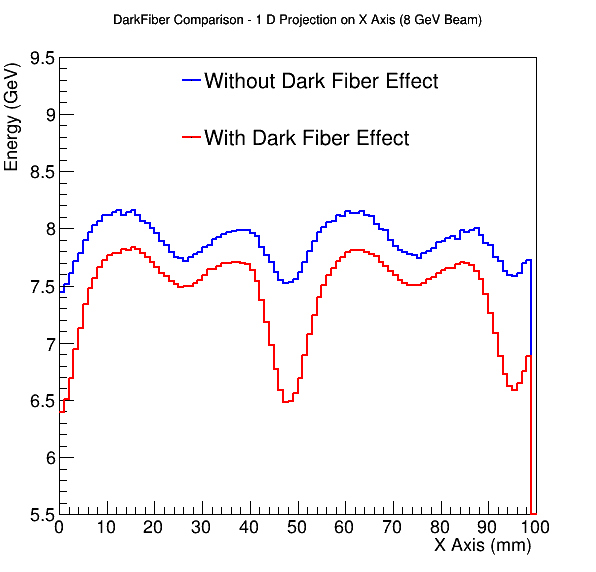 DarkFiber Comparison - 1 D Projection on X Axis (8 GeV Beam)
Energy (GeV)
Without Dark Fiber Effect
With Dark Fiber Effect
9.5
9
8.5
8
7.5
7
6.5
6
5.5
0 10 20 30 40 50 60 70 80 90 100
X Axis (mm)